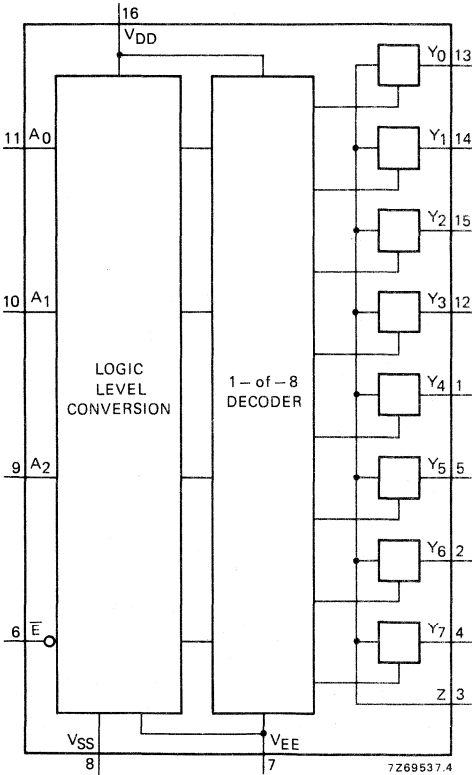 16
VDD
Y0 13
11 A0
Y1 14
Y2 15
10 A1
Y3 12
LOGIC
LEVEL
CONVERSION
1–of–8
DECODER
Y4 1
9 A2
Y5 5
Y6 2
6 E̅
Y7 4
Z 3
VSS
VEE
8
7
7Z69537.4